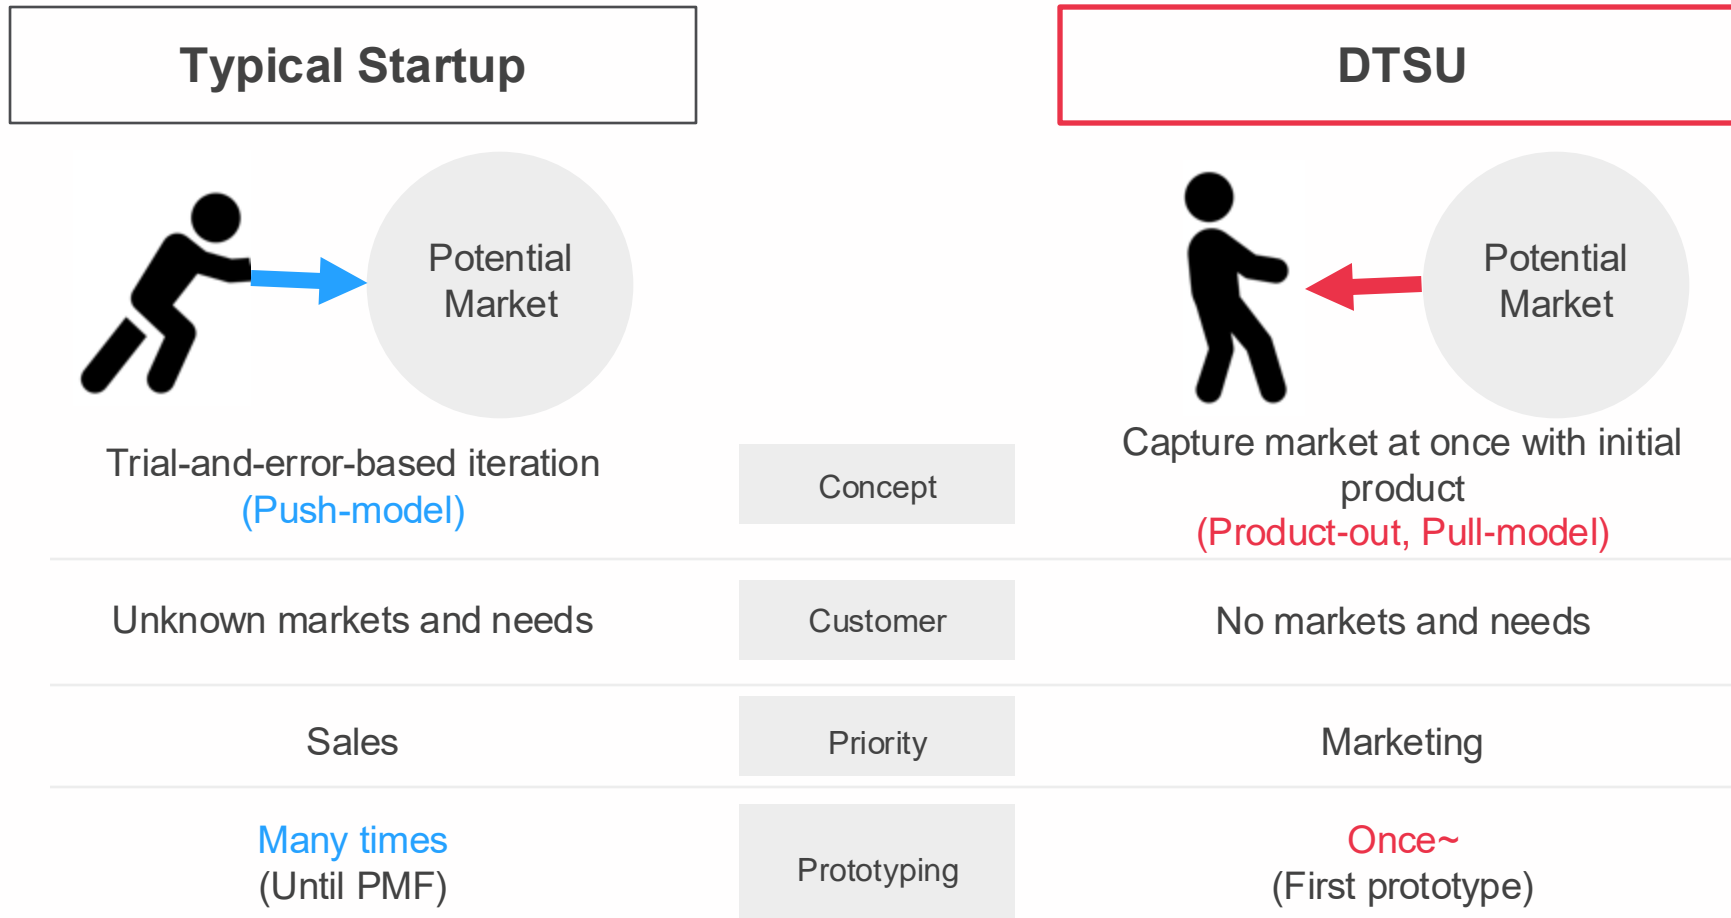 Typical Startup
DTSU
Potential
Market
Potential
Market
Trial-and-error-based iteration
(Push-model)
Concept
Capture market at once with initial
product
(Product-out, Pull-model)
Unknown markets and needs
Customer
No markets and needs
Sales
Priority
Marketing
Many times
(Until PMF)
Prototyping
Once~
(First prototype)